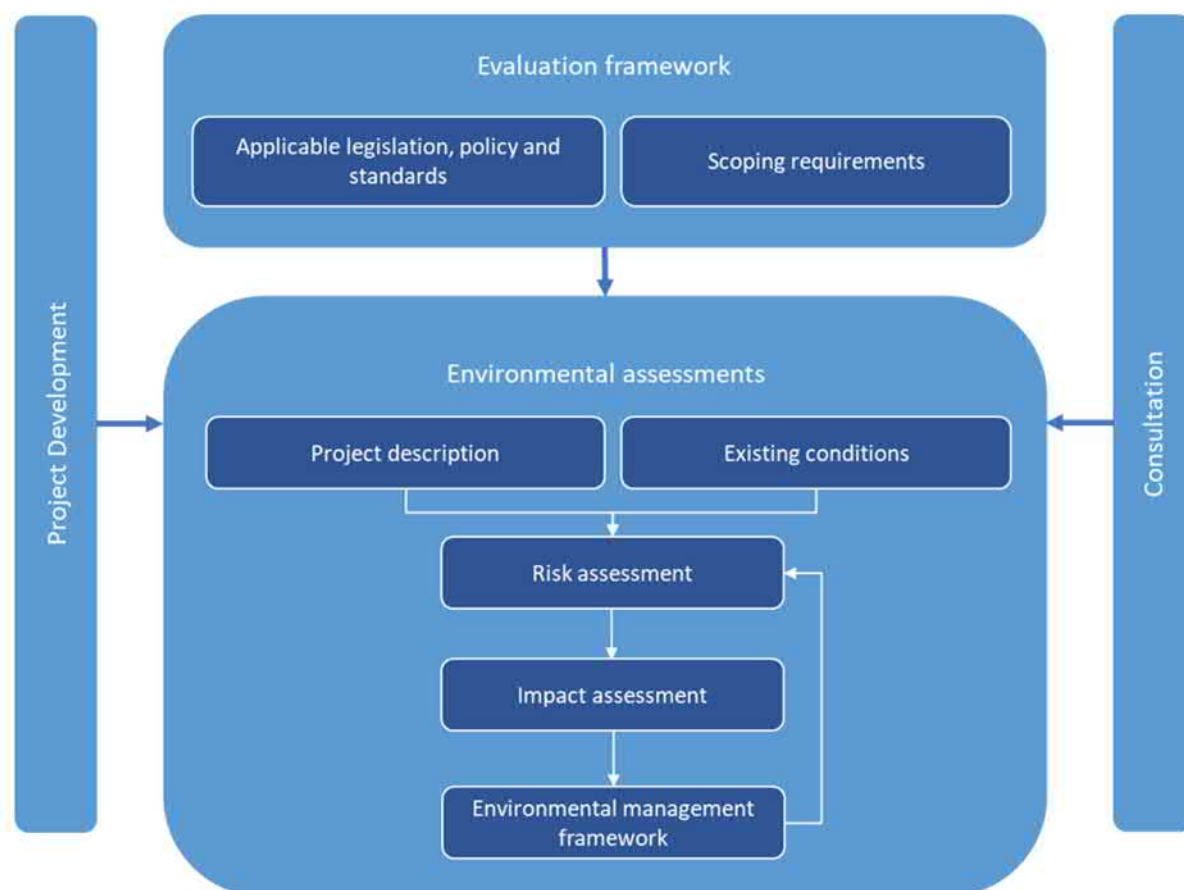 Evaluation framework
Applicable legislation, policy and
standards
Scoping requirements
Project Development
Consultation
Environmental assessments
Project description
Existing conditions
Risk assessment
Impact assessment
Environmental management
framework